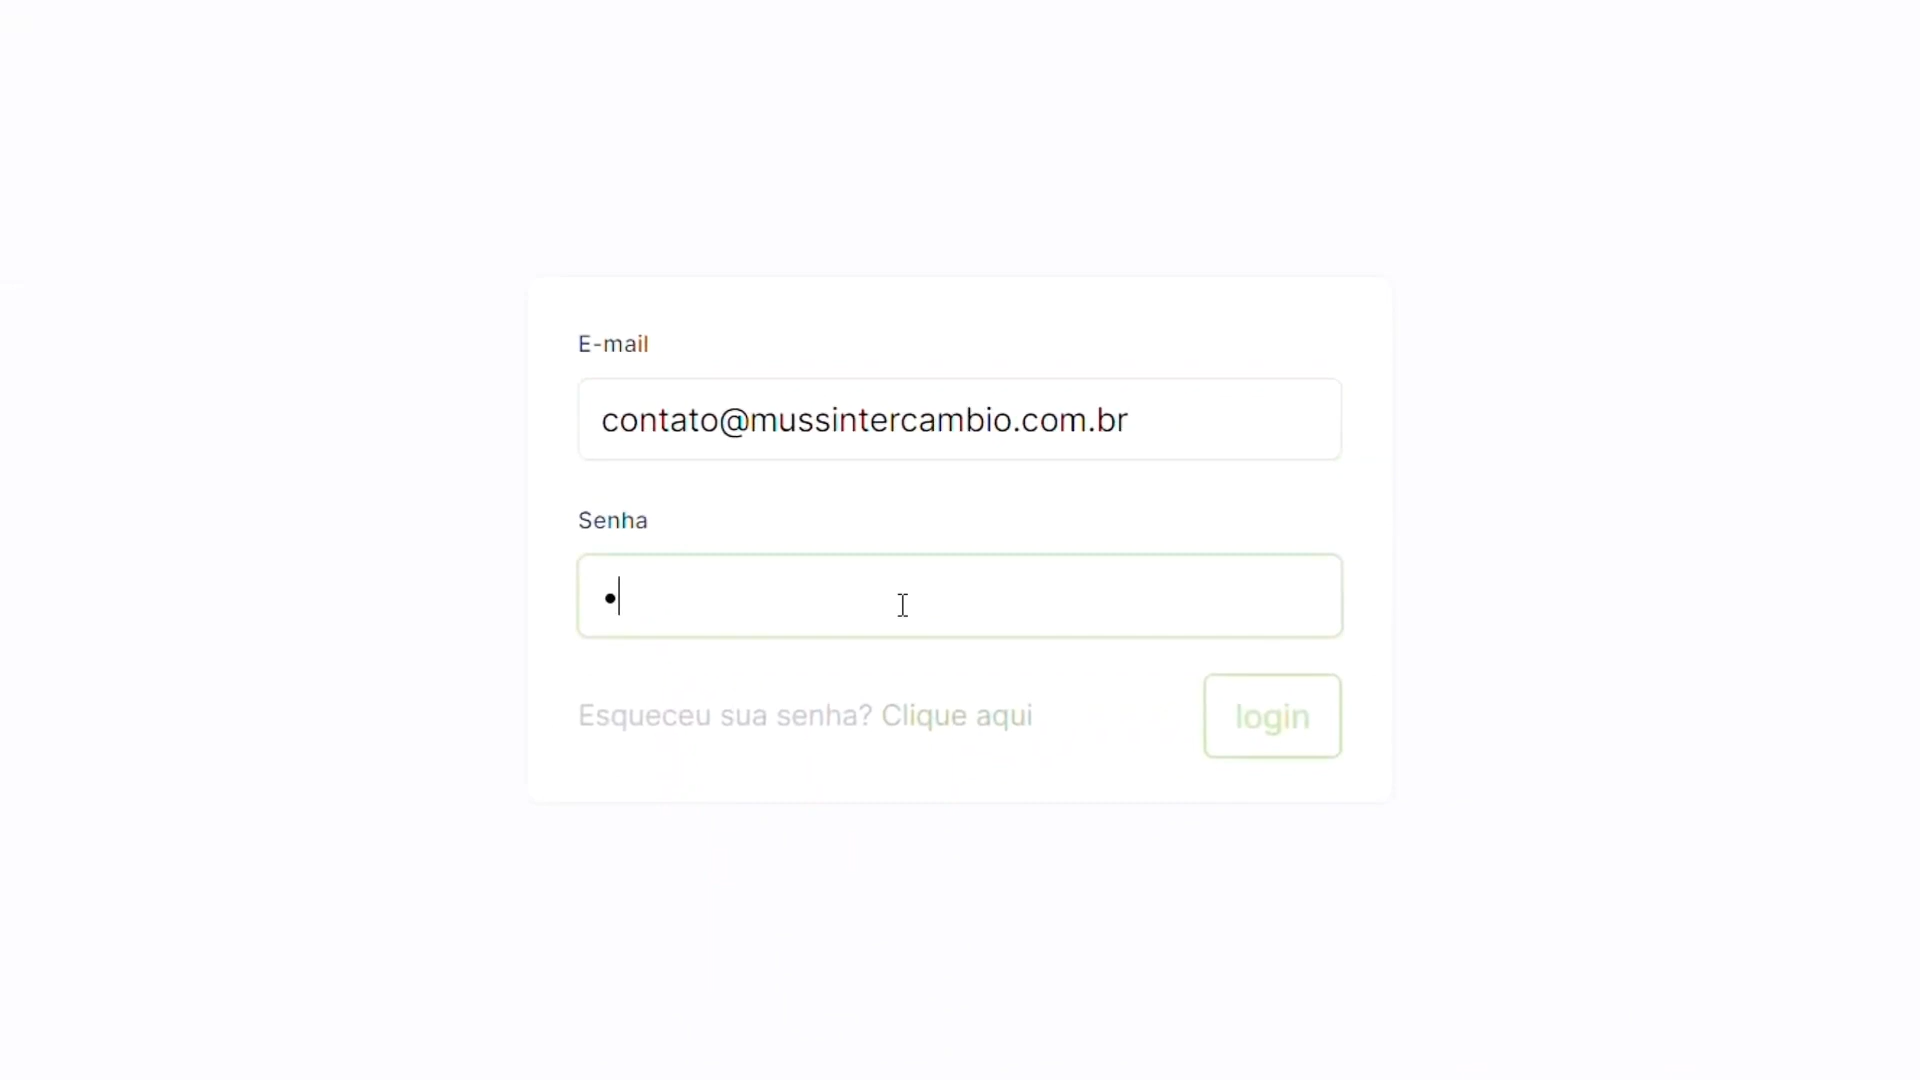 E-mail
contato@mussintercambio.com.br
Senha
•
Esqueceu sua senha? Clique aqui
login